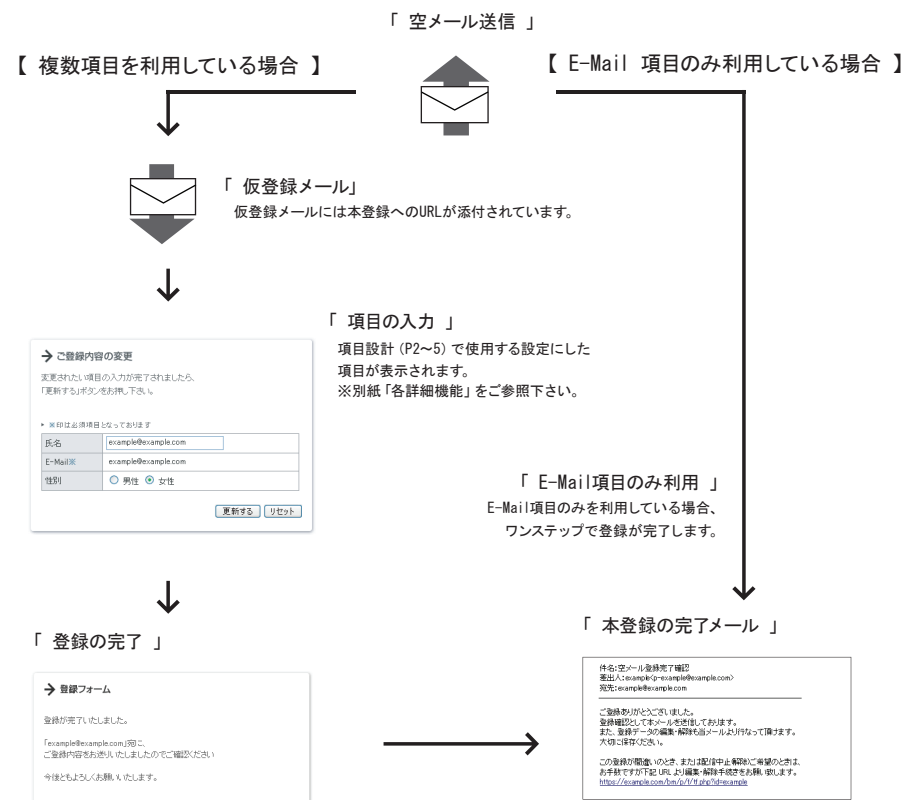 「 空メール送信 」
【 複数項目を利用している場合 】
【 E-Mail 項目のみ利用している場合 】
「 仮登録メール」
仮登録メールには本登録へのURLが添付されています。
「 項目の入力 」
項目設計(P2〜5)で使用する設定にした
項目が表示されます。
※別紙「各詳細機能」をご参照下さい。
ご登録内容の変更
変更されたい項目の入力が完了されましたら、
「更新する」ボタンをお押し下さい。
※印は必須項目となっております
氏名 example@example.com
E-Mail※ example@example.com
性別 男性 女性
更新する リセット
「 E-Mail項目のみ利用 」
E-Mail項目のみを利用している場合、
ワンステップで登録が完了します。
「 登録の完了 」
登録フォーム
登録が完了いたしました。
「example@example.com」宛に、
ご登録内容をお送りいたしましたのでご確認ください
今後ともよろしくお願いいたします。
「 本登録の完了メール 」
件名:空メール登録完了確認
差出人:example<p-example@example.com>
宛先:example@example.com
ご登録ありがとうございました。
登録確認として本メールを送信しております。
また、登録データの編集・解除も当メールより行なって頂けます。
大切に保存ください。
この登録が間違いのとき、または配信中止(解除)ご希望のときは、
お手数ですが下記 URL より編集・解除手続きをお願い致します。
https://example.com/bm/p/f/tf.php?id=example